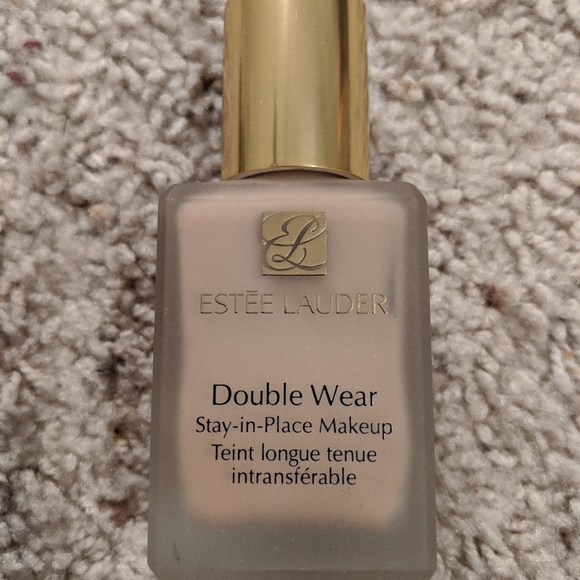 EL
ESTĒE LAUDER
Double Wear
Stay-in-Place Makeup
Teint longue tenue
intransférable